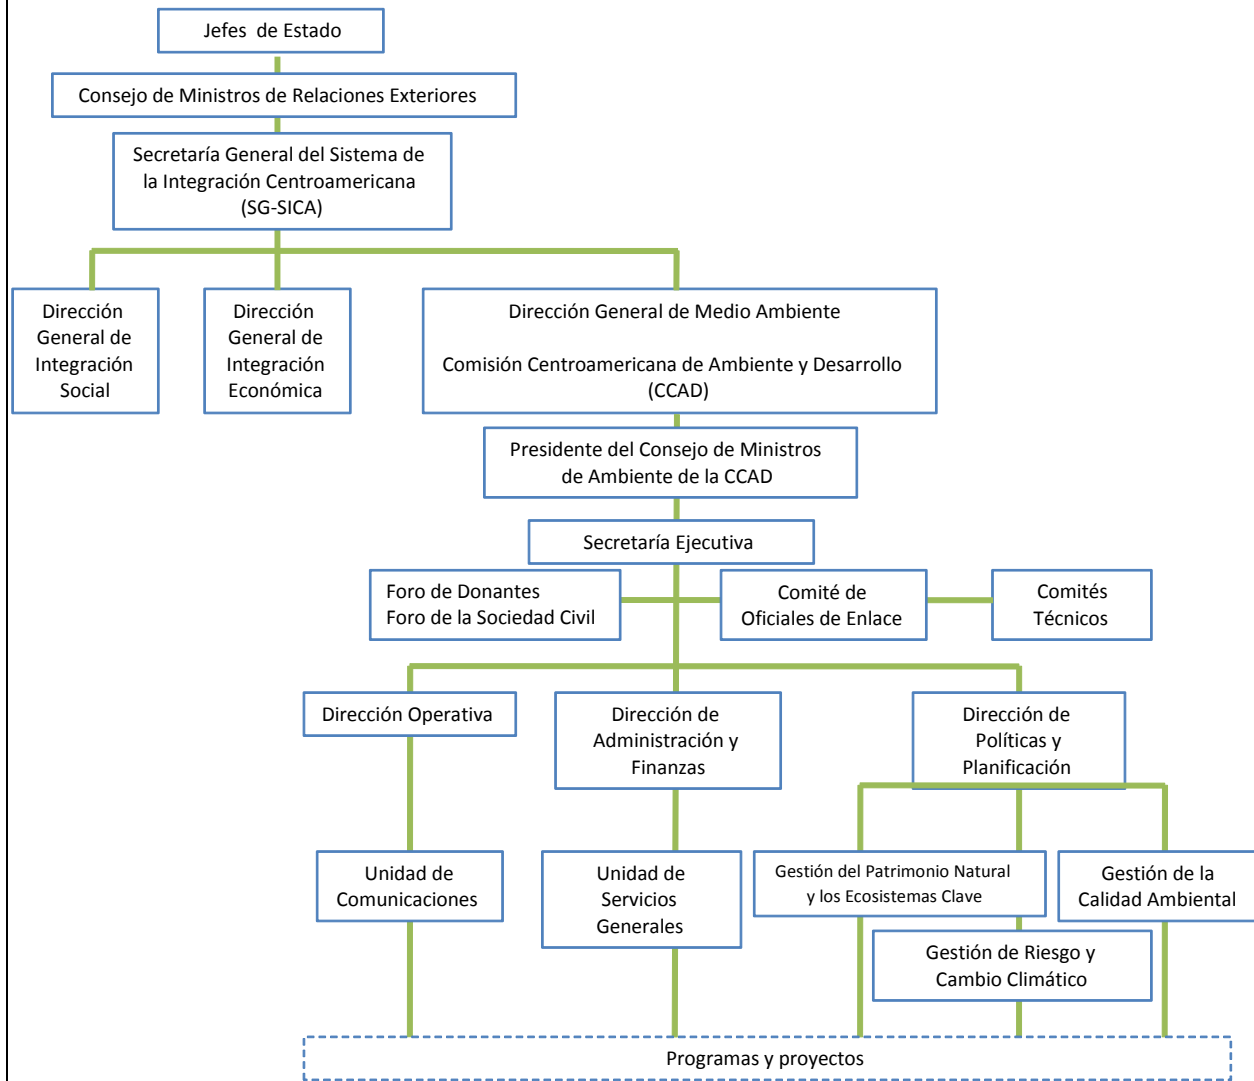 Jefes de Estado
Consejo de Ministros de Relaciones Exteriores
Secretaría General del Sistema de
la Integración Centroamericana
(SG-SICA)
Dirección
General de
Integración
Social
Dirección
General de
Integración
Económica
Dirección General de Medio Ambiente
Comisión Centroamericana de Ambiente y Desarrollo
(CCAD)
Presidente del Consejo de Ministros
de Ambiente de la CCAD
Secretaría Ejecutiva
Foro de Donantes
Foro de la Sociedad Civil
Comité de
Oficiales de Enlace
Comités
Técnicos
Dirección Operativa
Dirección de
Administración y
Finanzas
Dirección de
Políticas y
Planificación
Unidad de
Comunicaciones
Unidad de
Servicios
Generales
Gestión del Patrimonio Natural
y los Ecosistemas Clave
Gestión de la
Calidad Ambiental
Gestión de Riesgo y
Cambio Climático
Programas y proyectos